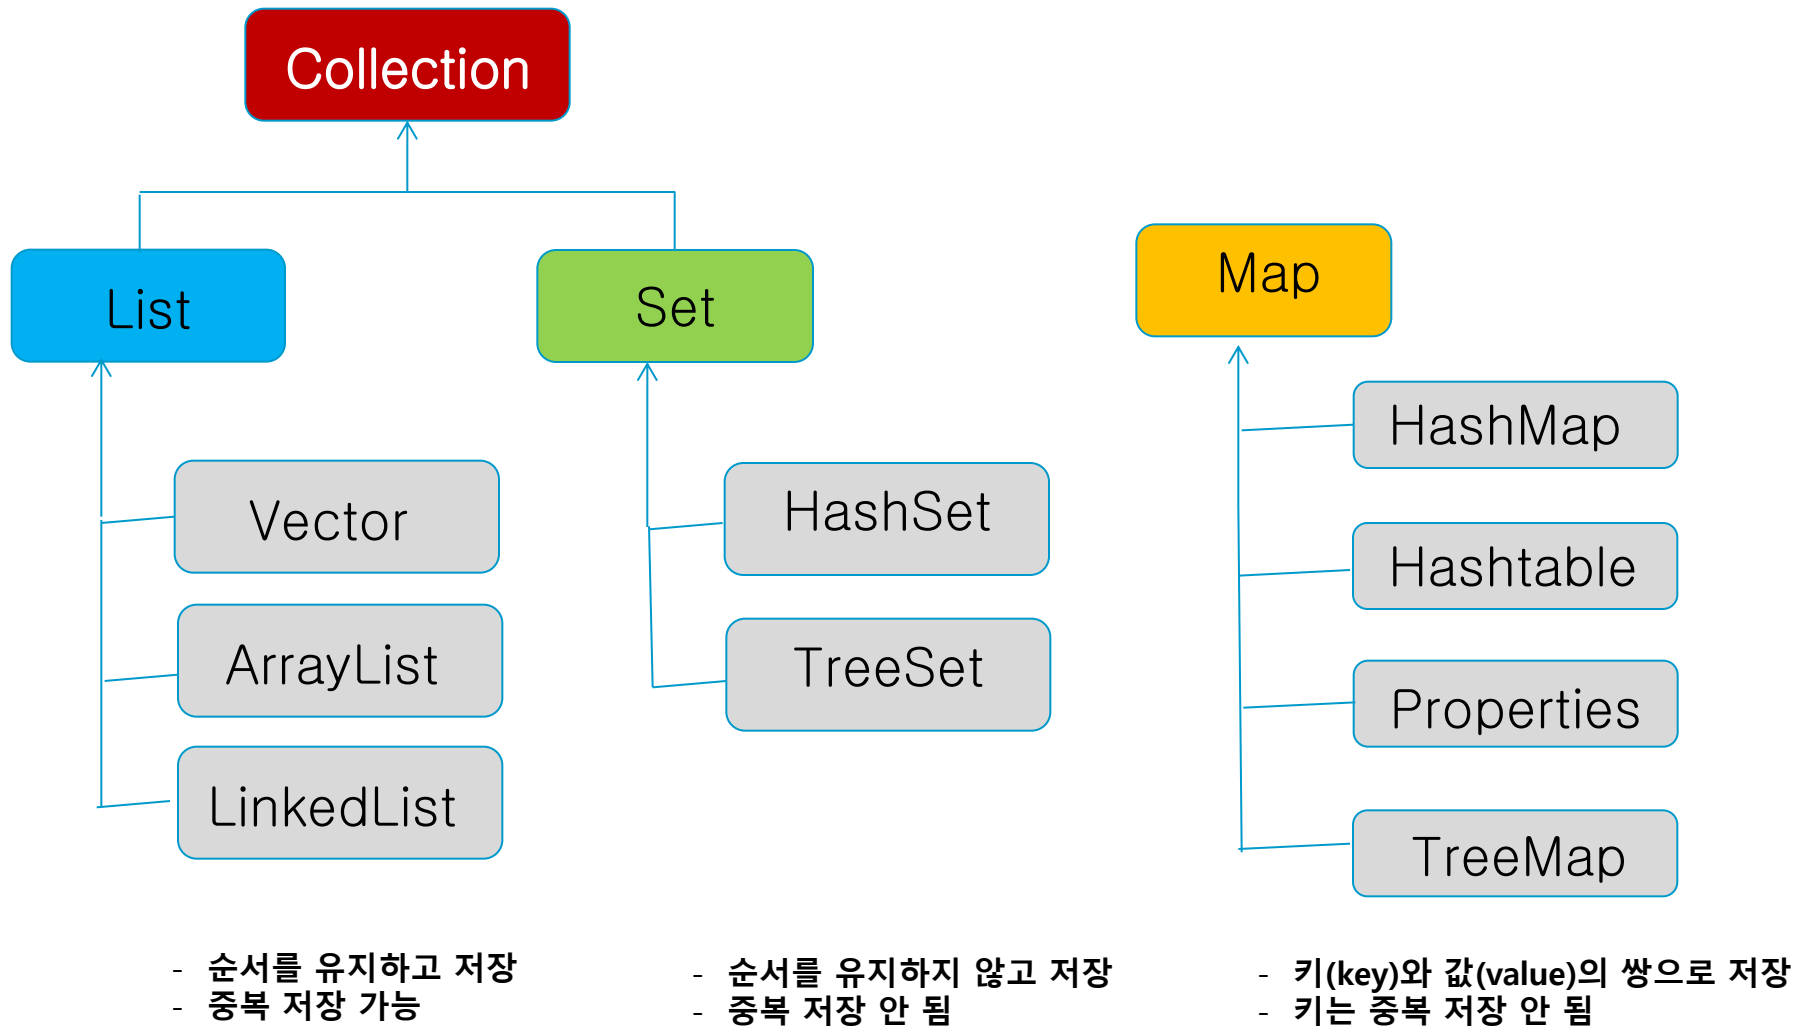 Collection
List
Set
Map
Vector
ArrayList
LinkedList
HashSet
TreeSet
HashMap
Hashtable
Properties
TreeMap
- 순서를 유지하고 저장
- 중복 저장 가능
- 순서를 유지하지 않고 저장
- 중복 저장 안 됨
- 키(key)와 값(value)의 쌍으로 저장
- 키는 중복 저장 안 됨